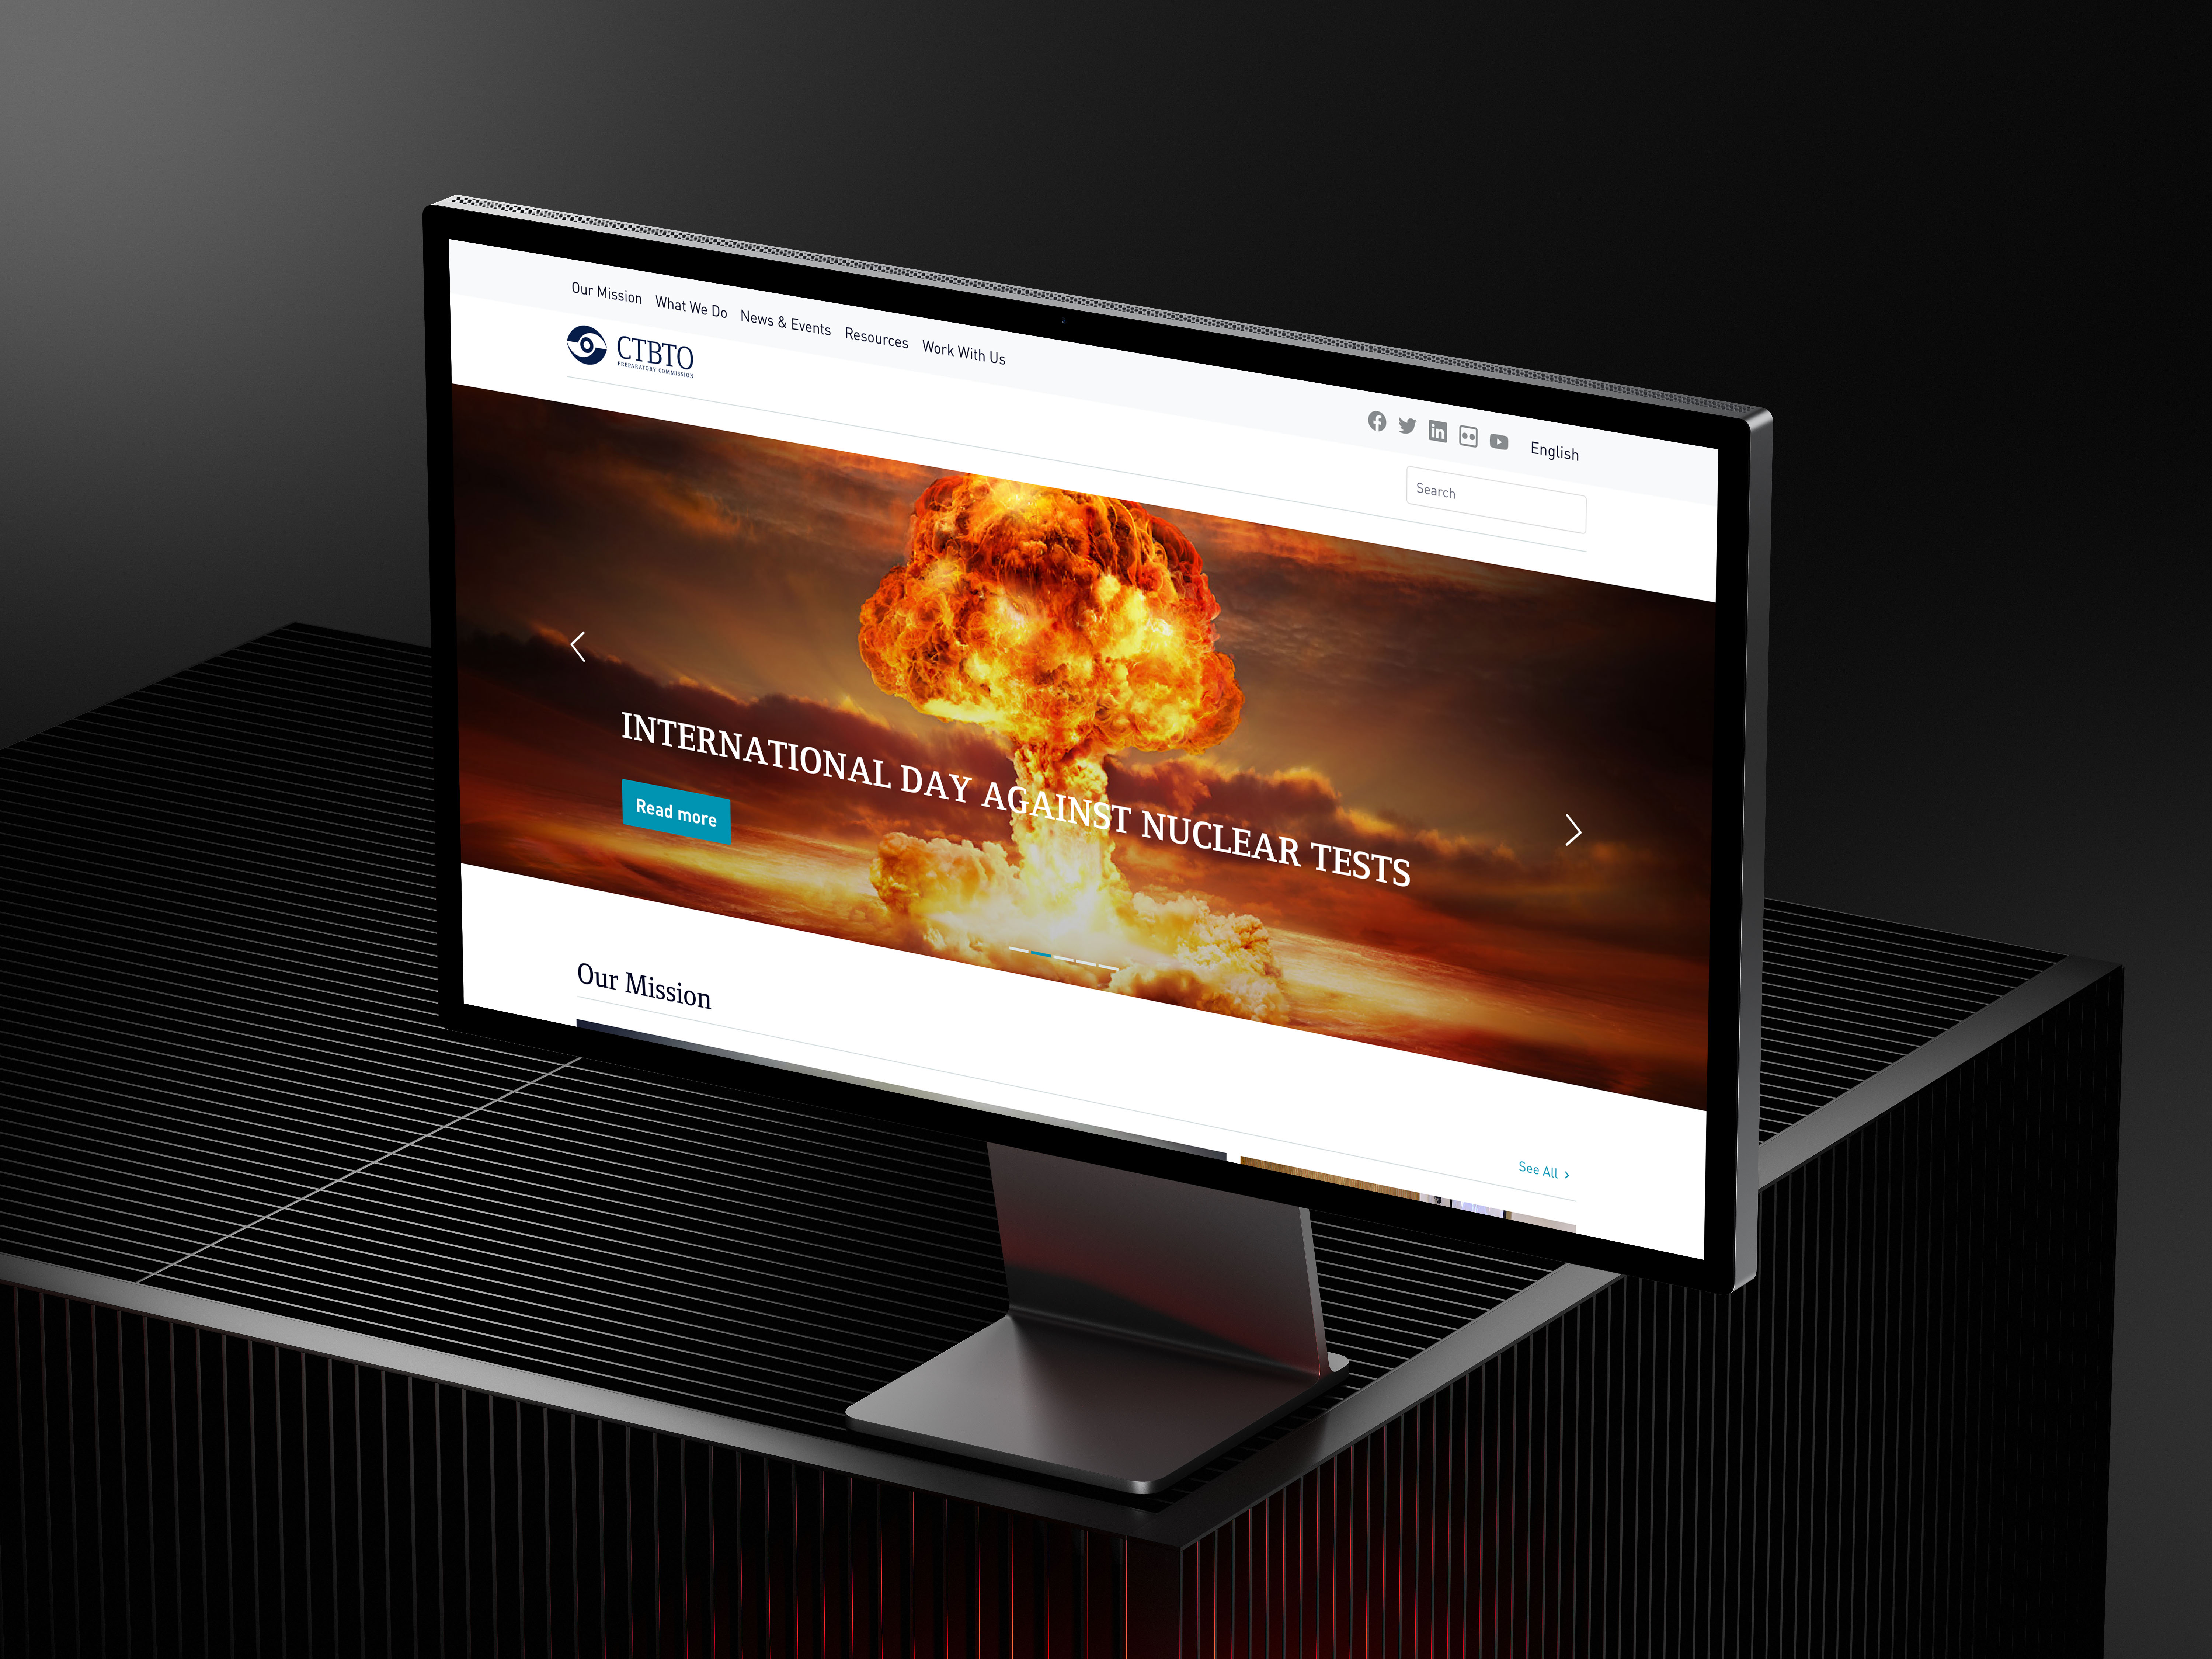 Our Mission What We Do News & Events Resources Work With Us
English
CTBTO
PREPARATORY COMMISSION
Search
INTERNATIONAL DAY AGAINST NUCLEAR TESTS
Read more
Our Mission
See All